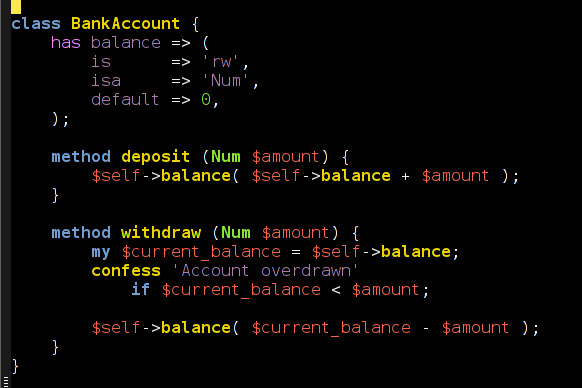 class BankAccount {
    has balance => (
        is      => 'rw',
        isa     => 'Num',
        default => 0,
    );

    method deposit (Num $amount) {
        $self->balance( $self->balance + $amount );
    }

    method withdraw (Num $amount) {
        my $current_balance = $self->balance;
        confess 'Account overdrawn'
            if $current_balance < $amount;

        $self->balance( $current_balance - $amount );
    }
}